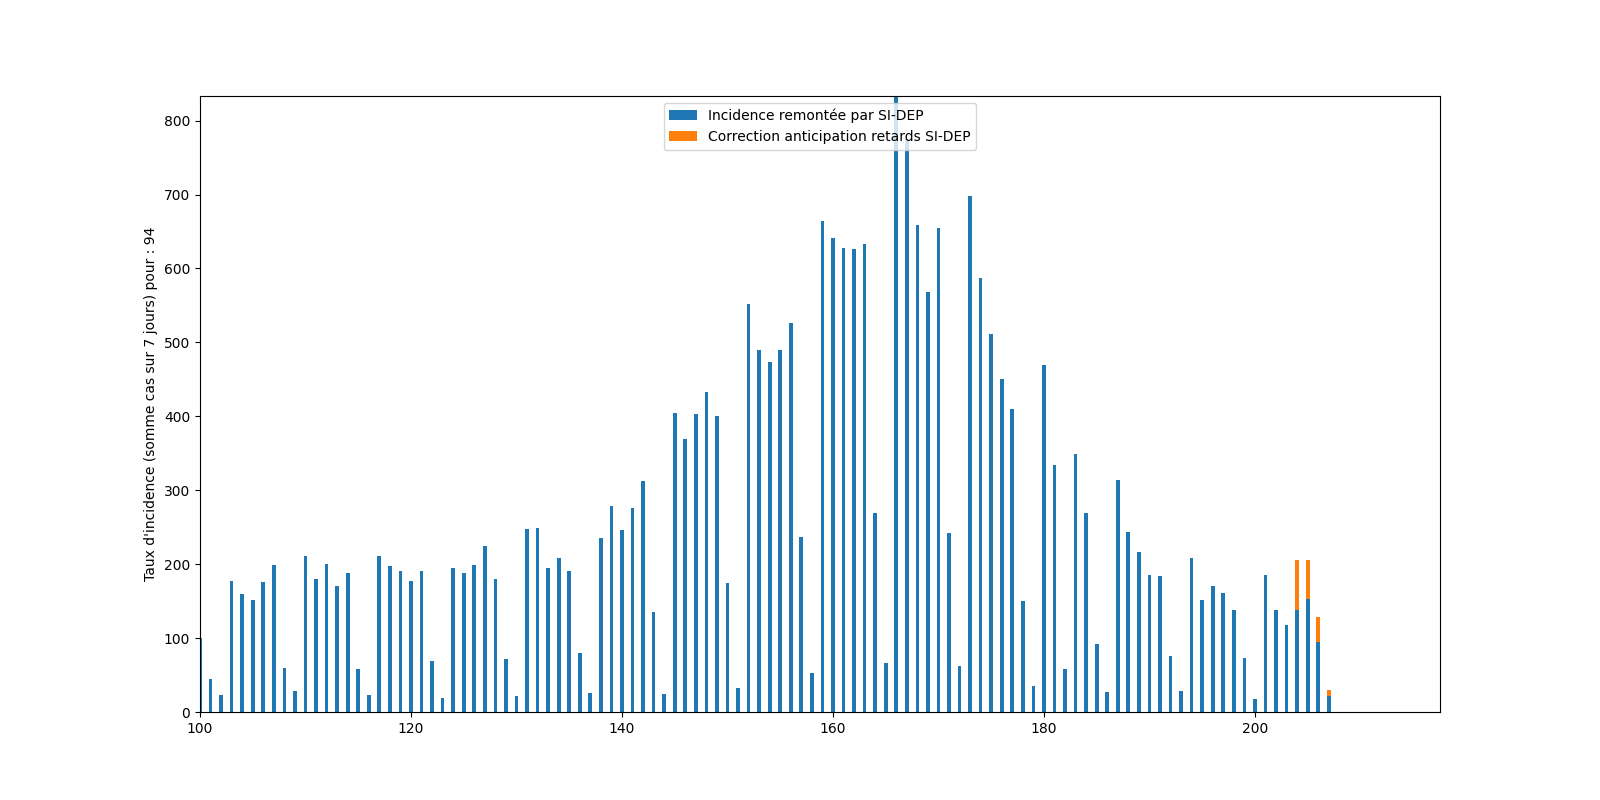 Incidence remontée par SI-DEP
Correction anticipation retards SI-DEP
Taux d'incidence (somme cas sur 7 jours) pour : 94
800
700
600
500
400
300
200
100
0
100 120 140 160 180 200